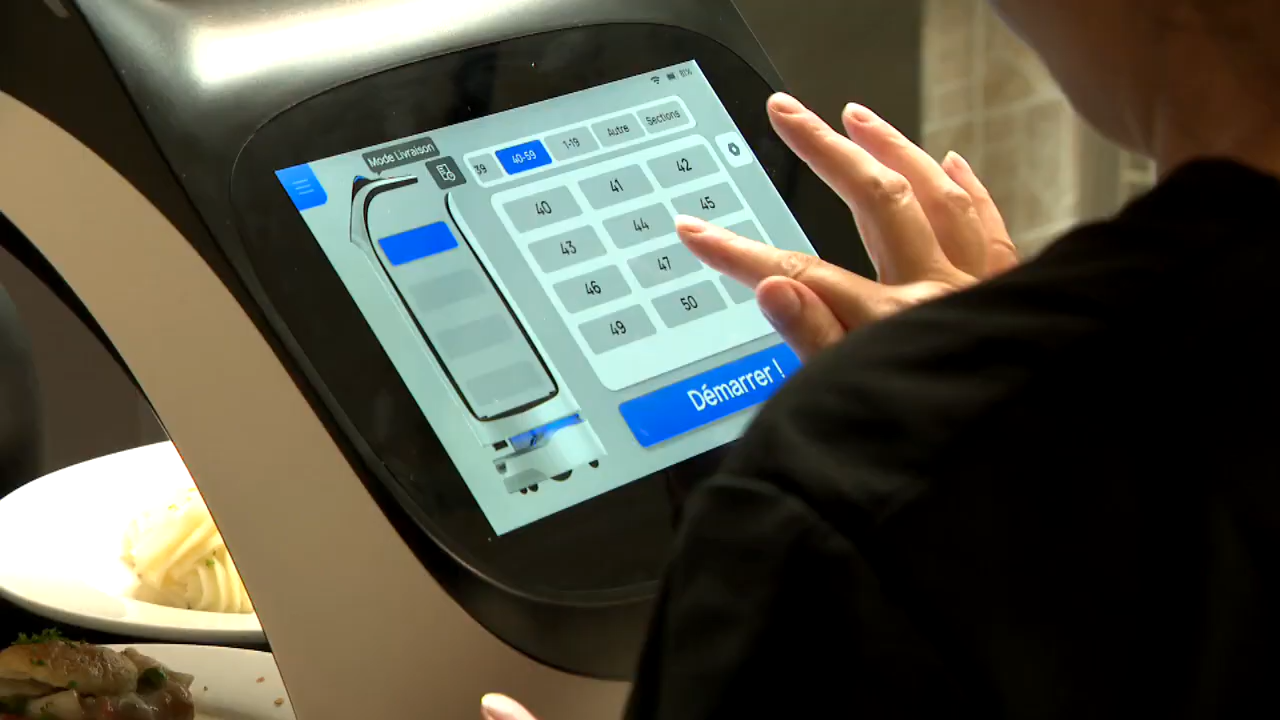 81%
Mode Livraison
39 40-59 1-19 Autre Sections
40 41 42
43 44 45
46 47
49 50
Démarrer !